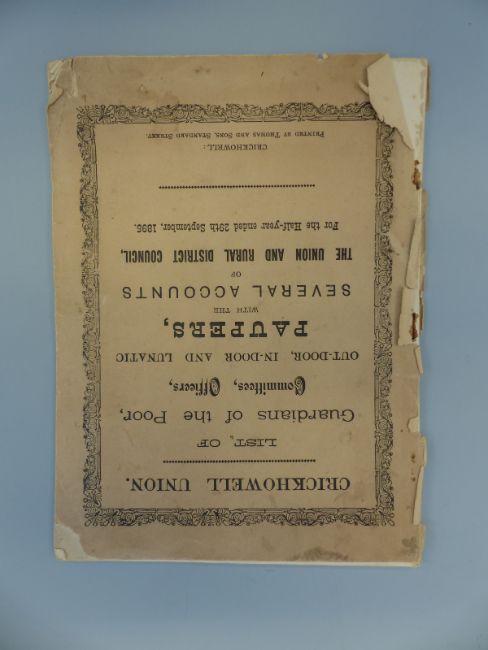 CRICKHOWELL UNION.
LIST, OF
Guardians of the Poor,
Committees, Officers,
OUT-DOOR, IN-DOOR AND LUNATIC
PAUPERS,
WITH THE
SEVERAL ACCOUNTS
OF
THE UNION AND RURAL DISTRICT COUNCIL,
For the Half-year ended 29th September, 1896.
CRICKHOWELL:
PRINTED BY THOMAS AND SONS, STANDARD STREET.